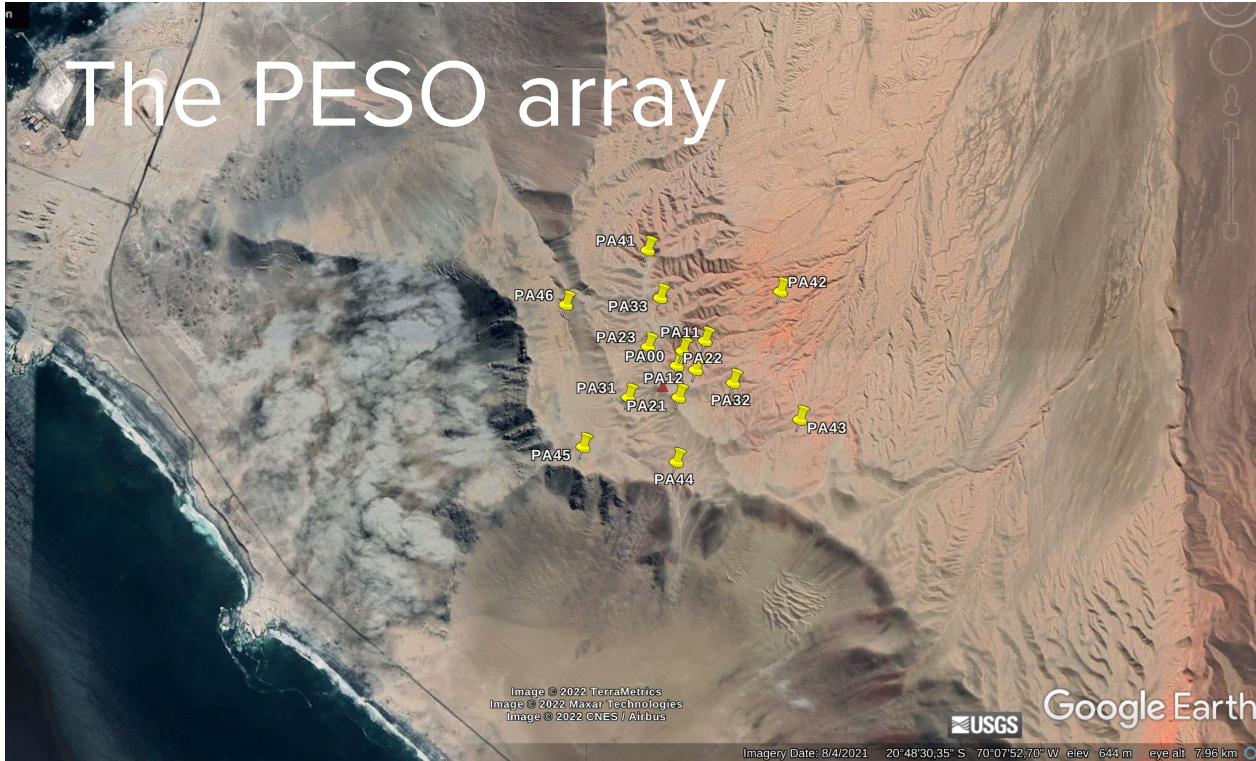 n
The PESO array
PA41
PA42
PA46
PA33
PA23
PA11
PA00
PA22
PA12
PA31
PA32
PA21
PA43
PA45
PA44
Image © 2022 TerraMetrics
Image © 2022 Maxar Technologies
Image © 2022 CNES / Airbus
USGS
Google Earth
Imagery Date: 8/4/2021 20°48'30,35" S 70°07'52,70" W elev 644 m eye alt 7.96 km